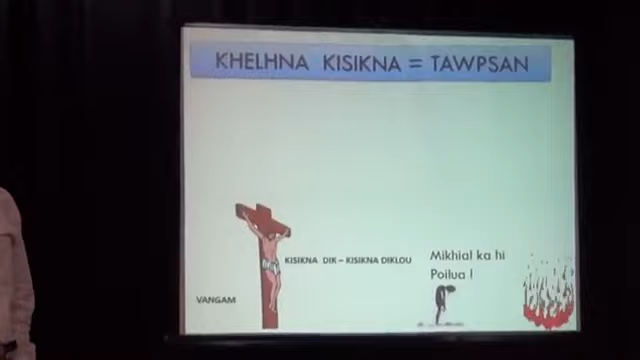 KHELHNA KISIKNA = TAWPSAN
KISIKNA DIK – KISIKNA DIKLOU
Mikhial ka hi
Poilua !
VANGAM